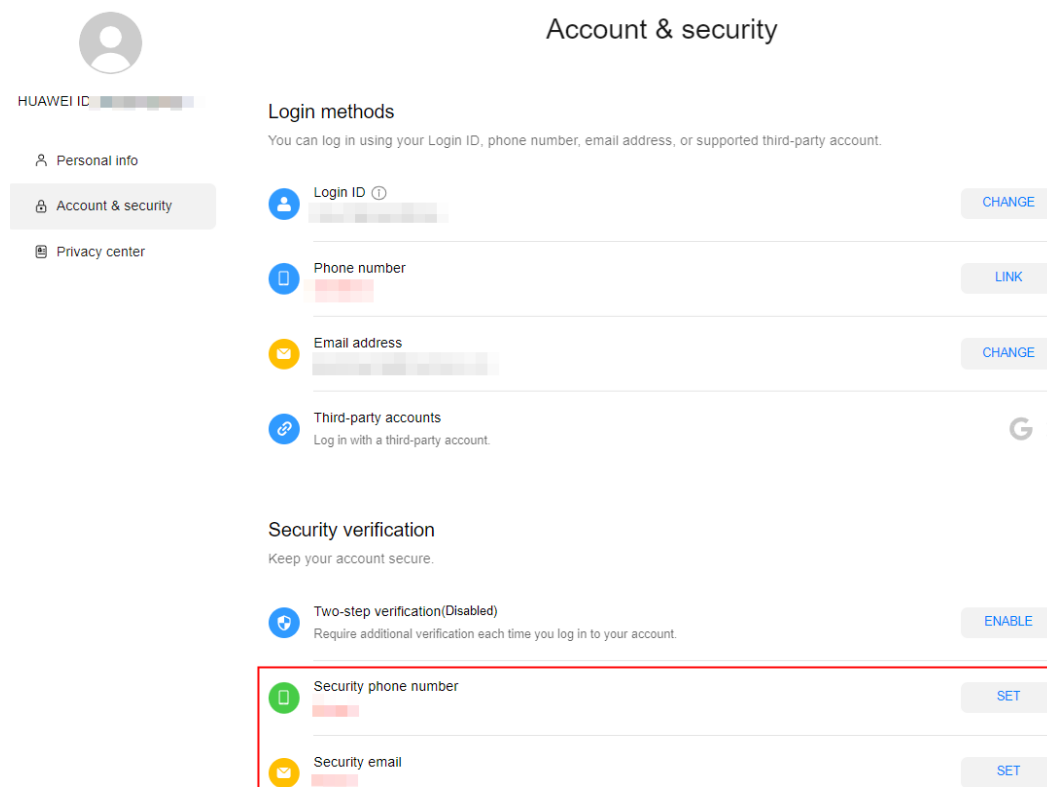 Account & security
HUAWEI ID
Personal info
Account & security
Privacy center
Login methods
You can log in using your Login ID, phone number, email address, or supported third-party account.
Login ID
CHANGE
Phone number
LINK
Email address
CHANGE
Third-party accounts
Log in with a third-party account.
G
Security verification
Keep your account secure.
Two-step verification(Disabled)
Require additional verification each time you log in to your account.
ENABLE
Security phone number
SET
Security email
SET